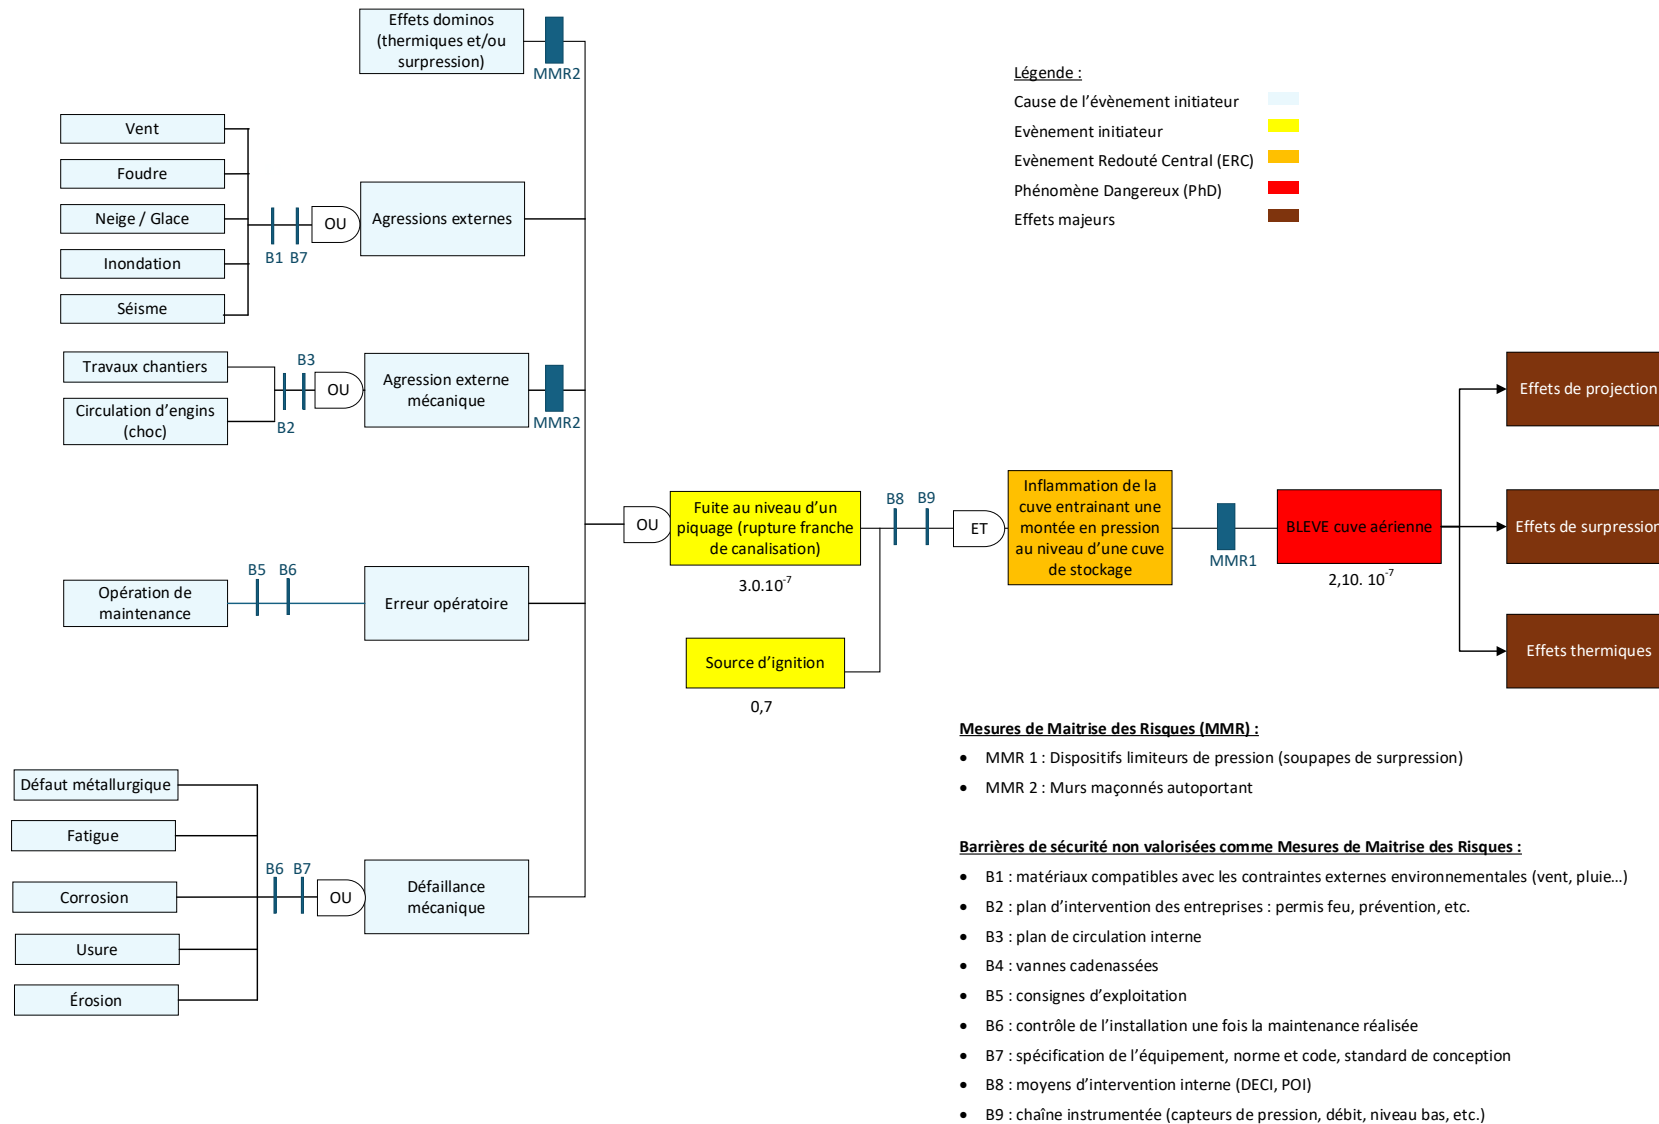 Effets dominos
(thermiques et/ou
surpression)
MMR2
Légende :
Cause de l’évènement initiateur
Evènement initiateur
Evènement Redouté Central (ERC)
Phénomène Dangereux (PhD)
Effets majeurs
Vent
Foudre
Neige / Glace
Inondation
Séisme
B1 B7
OU
Agressions externes
Travaux chantiers
Circulation d’engins
(choc)
B3
B2
OU
Agression externe
mécanique
MMR2
Opération de
maintenance
B5 B6
Erreur opératoire
Défaut métallurgique
Fatigue
Corrosion
Usure
Érosion
B6 B7
OU
Défaillance
mécanique
OU
Fuite au niveau d’un
piquage (rupture franche
de canalisation)
3.0.10-7
Source d’ignition
0,7
B8 B9
ET
Inflammation de la
cuve entrainant une
montée en pression
au niveau d’une cuve
de stockage
MMR1
BLEVE cuve aérienne
2,10. 10-7
Effets de projection
Effets de surpression
Effets thermiques
Mesures de Maitrise des Risques (MMR) :
• MMR 1 : Dispositifs limiteurs de pression (soupapes de surpression)
• MMR 2 : Murs maçonnés autoportant
Barrières de sécurité non valorisées comme Mesures de Maitrise des Risques :
• B1 : matériaux compatibles avec les contraintes externes environnementales (vent, pluie…)
• B2 : plan d’intervention des entreprises : permis feu, prévention, etc.
• B3 : plan de circulation interne
• B4 : vannes cadenassées
• B5 : consignes d’exploitation
• B6 : contrôle de l’installation une fois la maintenance réalisée
• B7 : spécification de l’équipement, norme et code, standard de conception
• B8 : moyens d’intervention interne (DECI, POI)
• B9 : chaîne instrumentée (capteurs de pression, débit, niveau bas, etc.)